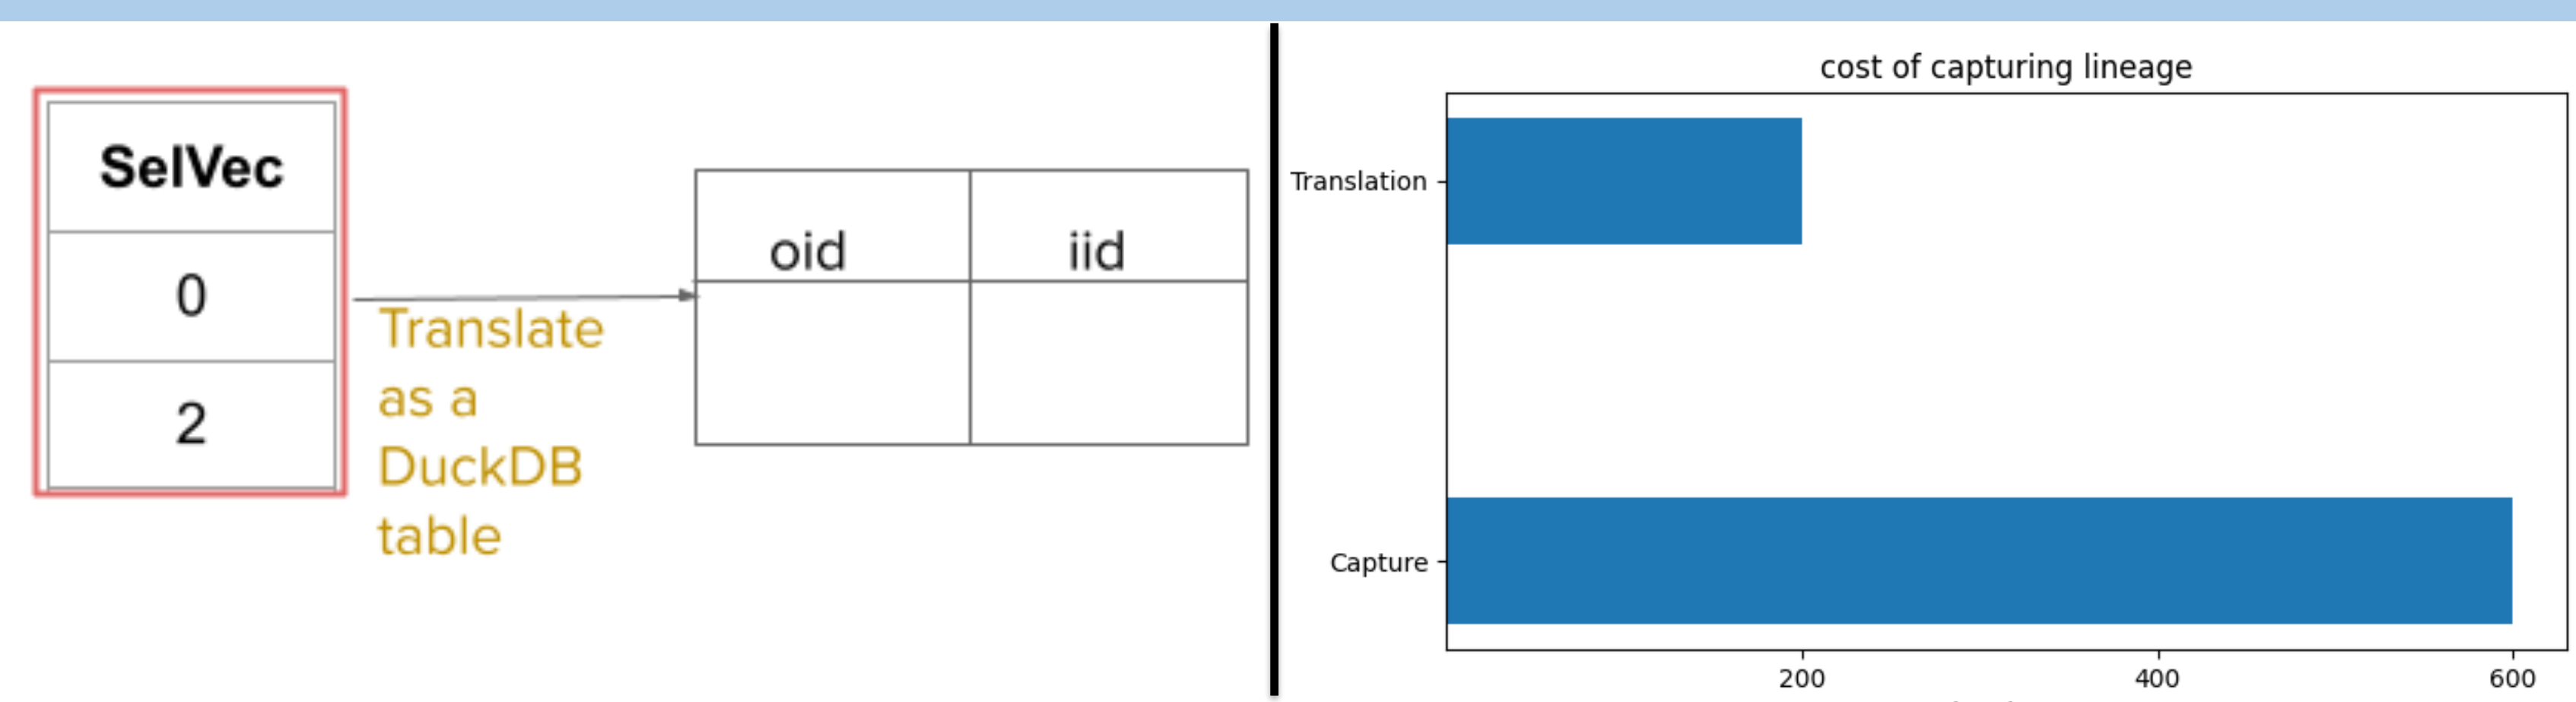 SelVec
0
2
Translate
as a
DuckDB
table
oid iid
cost of capturing lineage
Translation
Capture
200 400 600